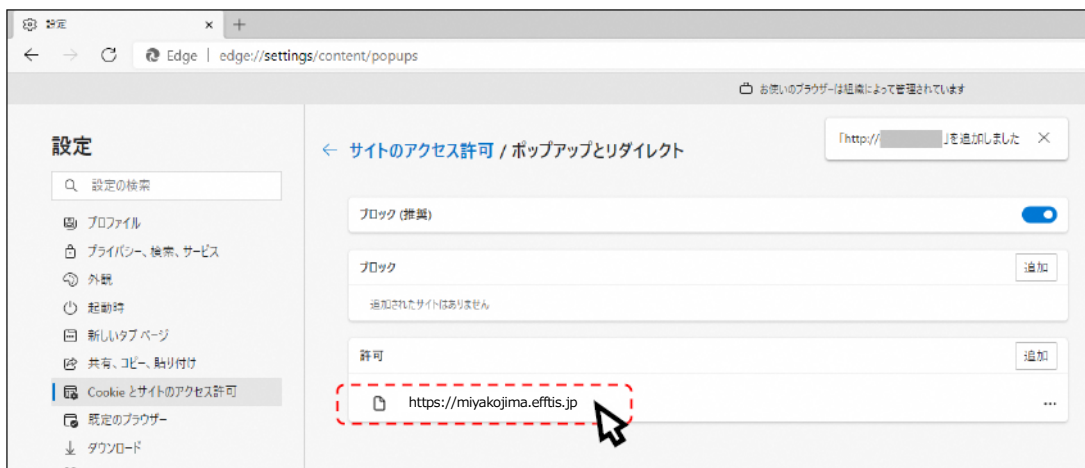 設定
Edge | edge://settings/content/popups
お使いのブラウザーは組織によって管理されています
設定
設定の検索
プロファイル
プライバシー、検索、サービス
外観
起動時
新しいタブ ページ
共有、コピー、貼り付け
Cookie とサイトのアクセス許可
既定のブラウザー
ダウンロード
サイトのアクセス許可 / ポップアップとリダイレクト
「http:// 」を追加しました
ブロック (推奨)
ブロック
追加
追加されたサイトはありません
許可
追加
https://miyakojima.efftis.jp